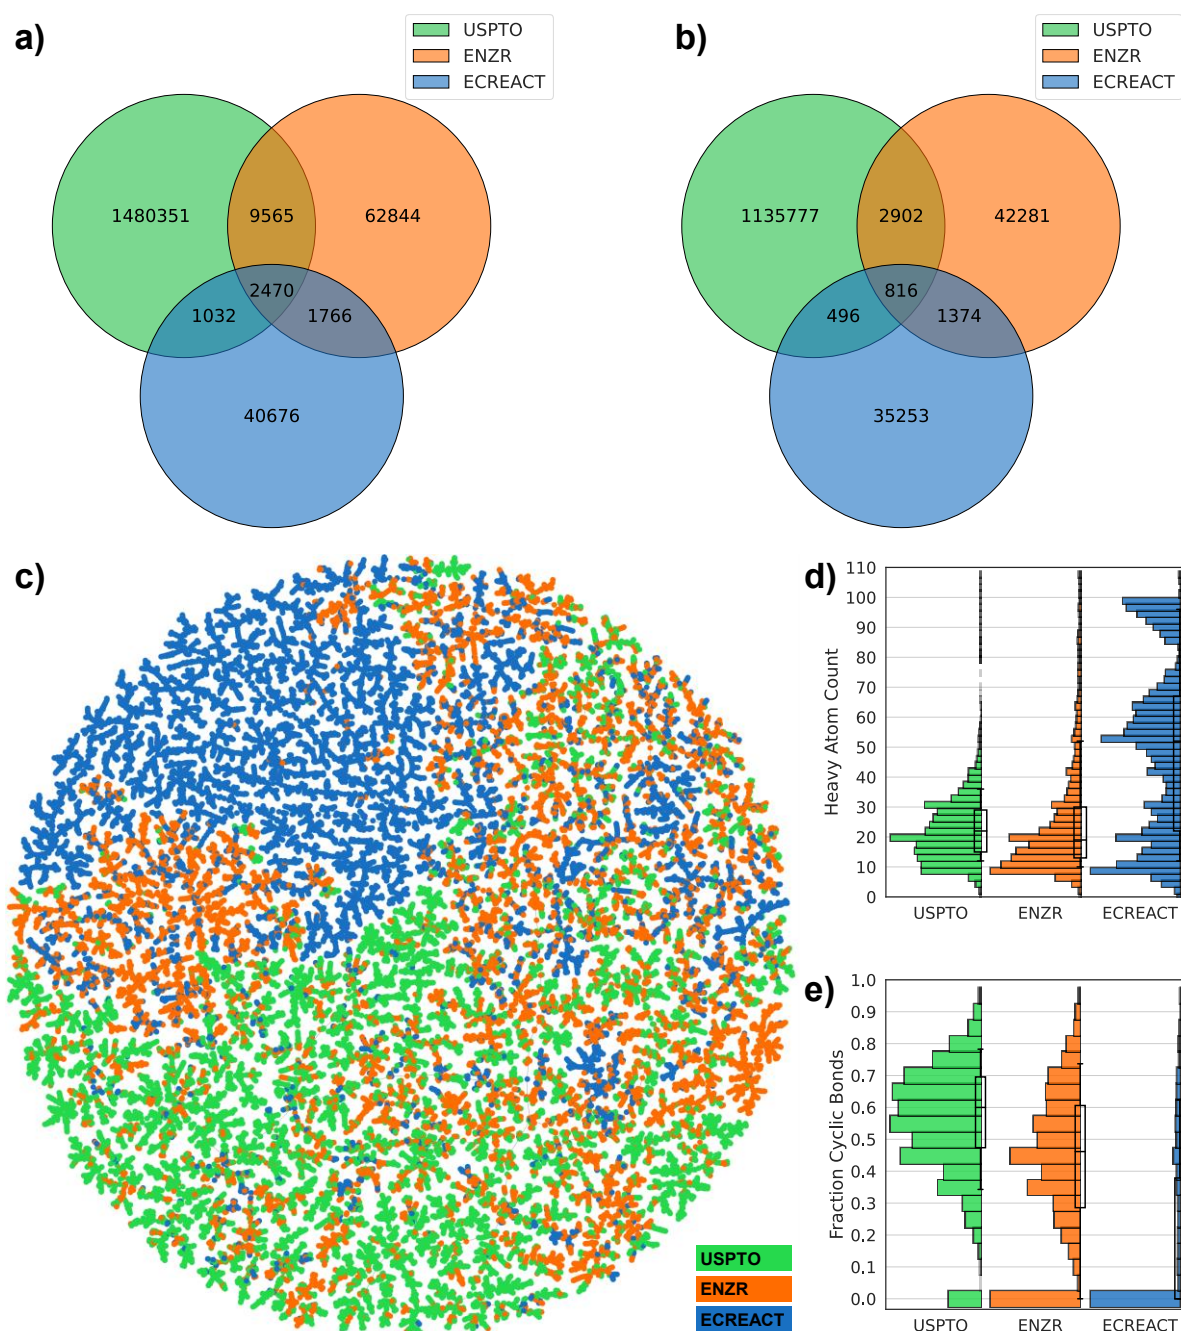 a)
USPTO
ENZR
ECREACT
1480351
9565
62844
2470
1032
1766
40676
b)
USPTO
ENZR
ECREACT
1135777
2902
42281
816
496
1374
35253
c)
USPTO
ENZR
ECREACT
d)
Heavy Atom Count
110
100
90
80
70
60
50
40
30
20
10
0
USPTO ENZR ECREACT
e)
Fraction Cyclic Bonds
1.0
0.9
0.8
0.7
0.6
0.5
0.4
0.3
0.2
0.1
0.0
USPTO ENZR ECREACT